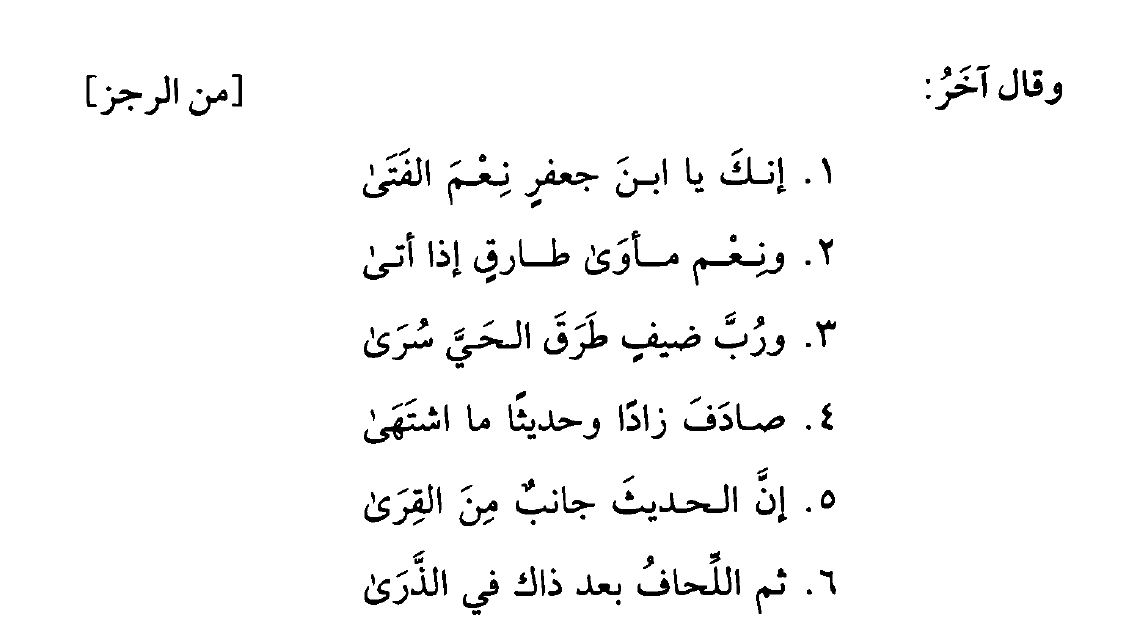 وقال آخَرُ: [من الرجز]
١. إنكَ يا ابنَ جعفرٍ نِعْمَ الفَتَىٰ
٢. ونِعْم مأوَىٰ طارقٍ إذا أتىٰ
٣. ورُبَّ ضيفٍ طَرَقَ الحَيَّ سُرَىٰ
٤. صادَفَ زادًا وحديثًا ما اشتَهَىٰ
٥. إنَّ الحديثَ جانبٌ مِنَ القِرَىٰ
٦. ثم اللِّحافُ بعد ذاك في الذَّرَىٰ